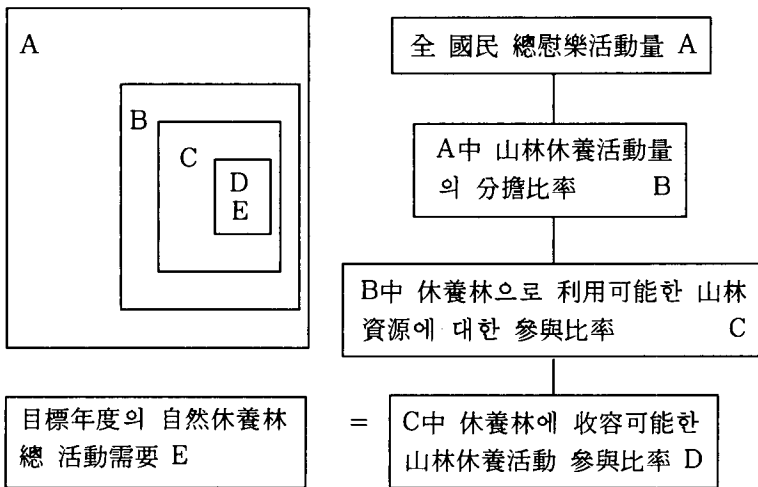 A
B
C
D
E
全 國民 總慰樂活動量 A
A中 山林休養活動量
의 分擔比率 B
B中 休養林으로 利用可能한 山林
資源에 대한 參與比率 C
目標年度의 自然休養林
總 活動需要 E
=
C中 休養林에 收容可能한
山林休養活動 參與比率 D